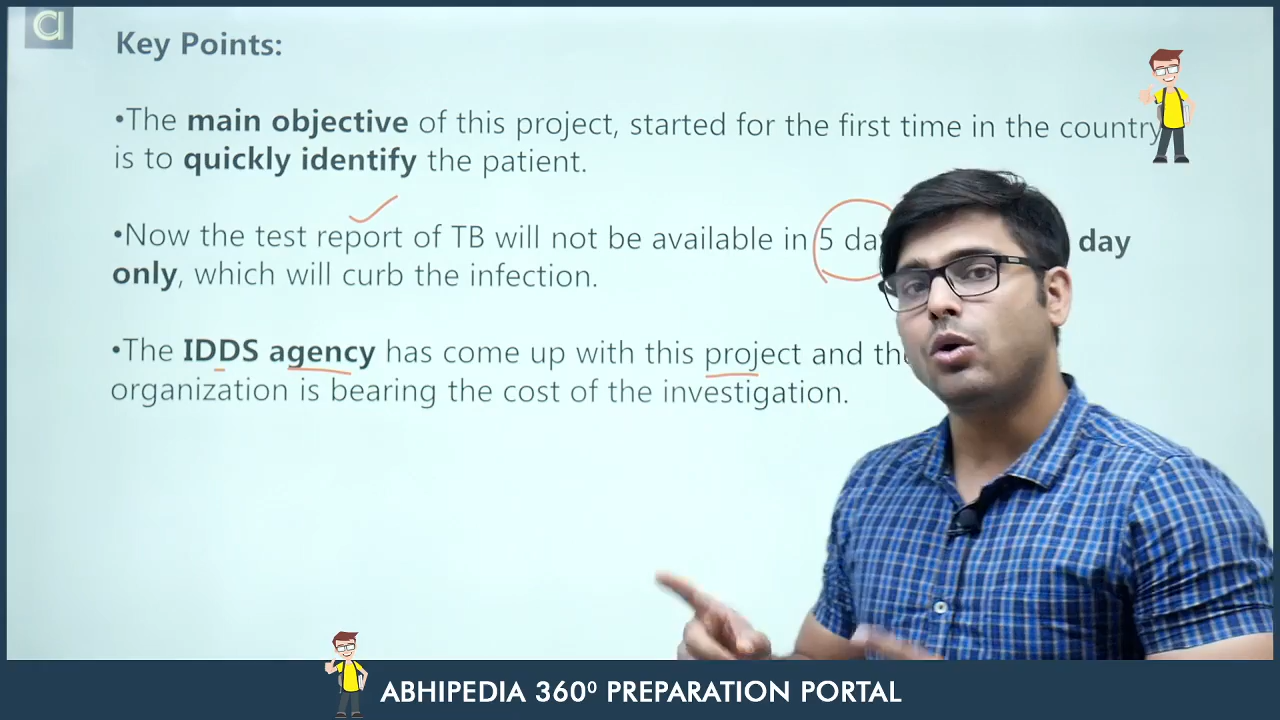 Key Points:
•The main objective of this project, started for the first time in the country
is to quickly identify the patient.
•Now the test report of TB will not be available in 5 day
only, which will curb the infection.
•The IDDS agency has come up with this project and
organization is bearing the cost of the investigation.
ABHIPEDIA 360⁰ PREPARATION PORTAL